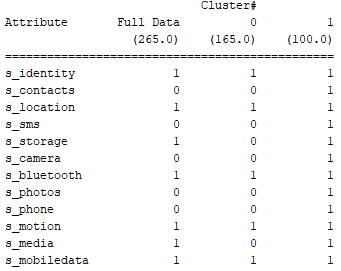 Cluster#
Attribute Full Data 0 1
(265.0) (165.0) (100.0)
==================================================
s_identity 1 1 1
s_contacts 0 0 1
s_location 1 1 1
s_sms 0 0 1
s_storage 1 0 1
s_camera 0 0 1
s_bluetooth 1 1 1
s_photos 0 0 1
s_phone 0 0 1
s_motion 1 1 1
s_media 1 0 1
s_mobiledata 1 1 1